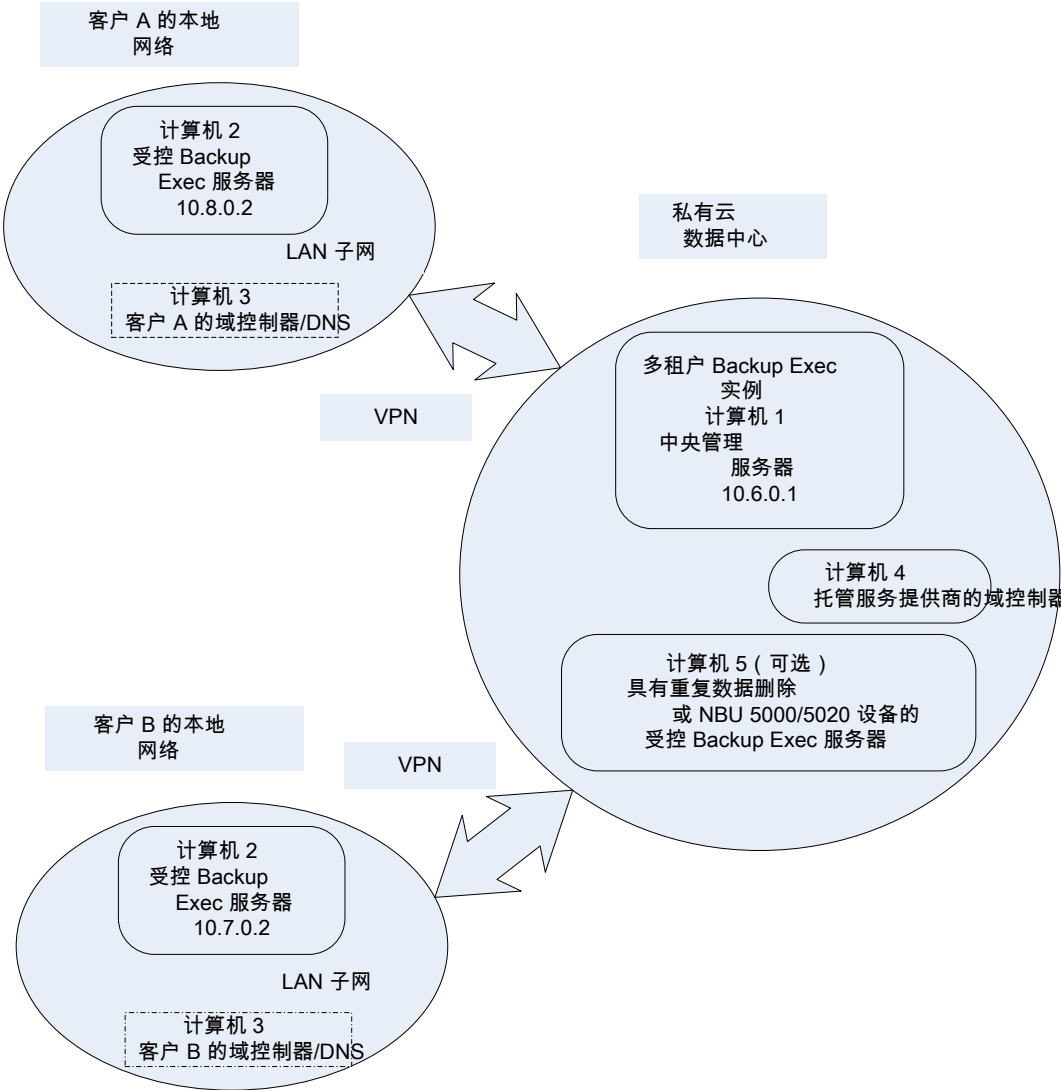 客户 A 的本地
网络
计算机 2
受控 Backup
Exec 服务器
10.8.0.2
LAN 子网
计算机 3
客户 A 的域控制器/DNS
VPN
私有云
数据中心
多租户 Backup Exec
实例
计算机 1
中央管理
服务器
10.6.0.1
计算机 4
托管服务提供商的域控制器
计算机 5（可选）
具有重复数据删除
或 NBU 5000/5020 设备的
受控 Backup Exec 服务器
客户 B 的本地
网络
VPN
计算机 2
受控 Backup
Exec 服务器
10.7.0.2
LAN 子网
计算机 3
客户 B 的域控制器/DNS